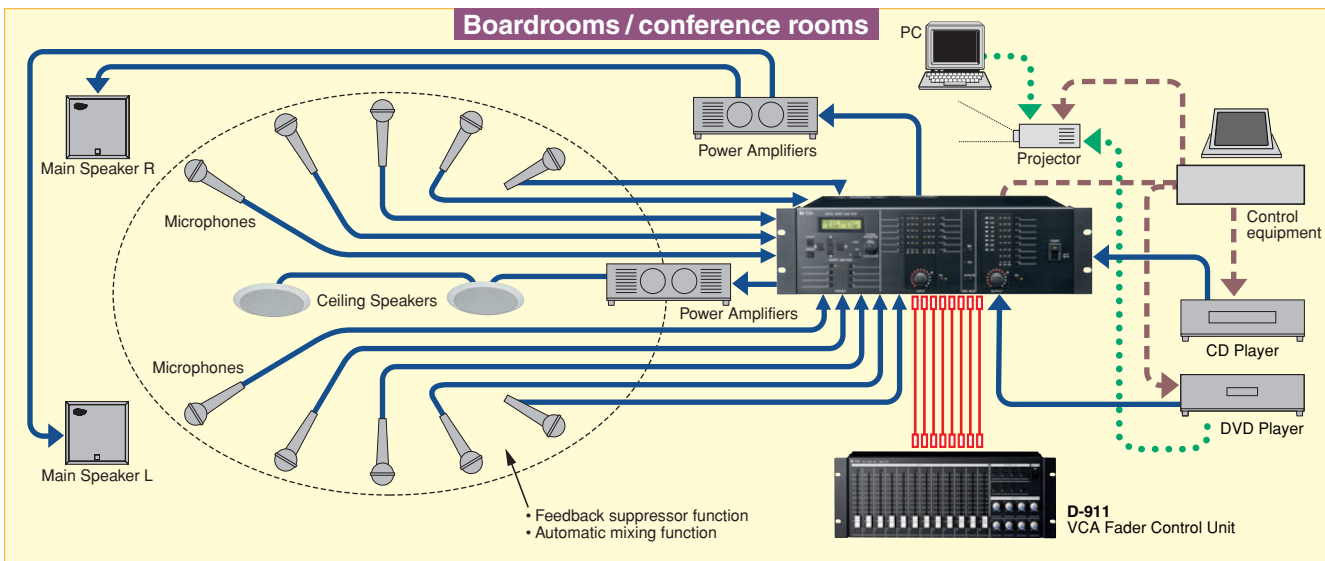 Boardrooms / conference rooms
PC
Main Speaker R
Power Amplifiers
Projector
Microphones
Control
equipment
Ceiling Speakers
Power Amplifiers
CD Player
Microphones
DVD Player
Main Speaker L
• Feedback suppressor function
• Automatic mixing function
D-911
VCA Fader Control Unit